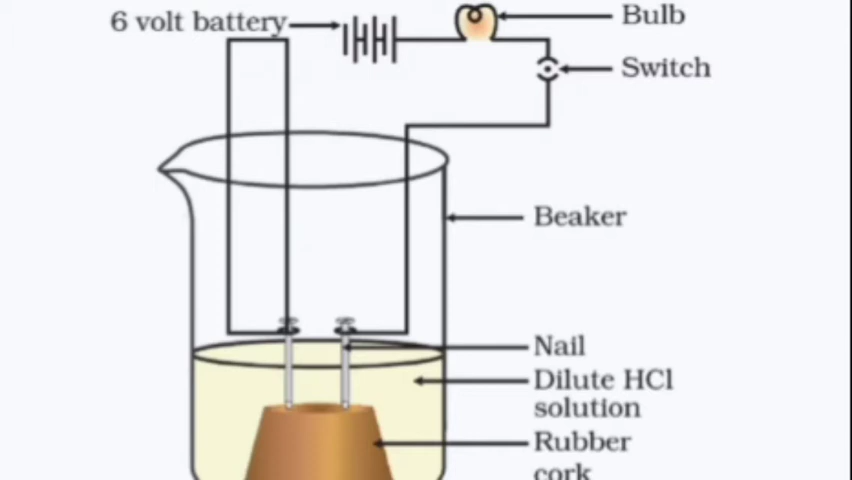 6 volt battery
Bulb
Switch
Beaker
Nail
Dilute HCl
solution
Rubber
cork